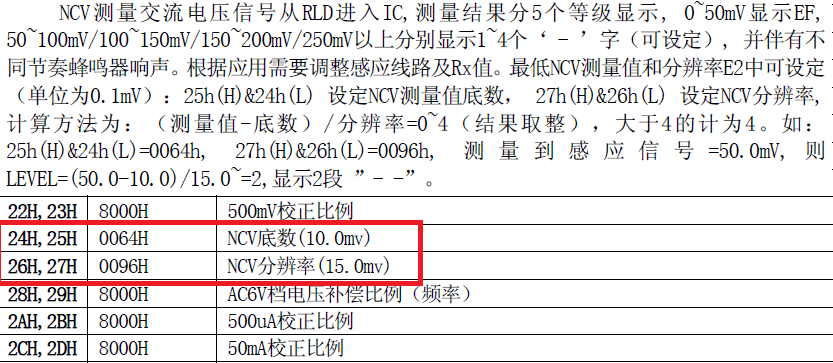 NCV测量交流电压信号从RLD进入IC,测量结果分5个等级显示, 0~50mV显示EF,
50~100mV/100~150mV/150~200mV/250mV以上分别显示1~4个‘-’字(可设定), 并伴有不
同节奏蜂鸣器响声。根据应用需要调整感应线路及Rx值。最低NCV测量值和分辨率E2中可设定
(单位为0.1mV): 25h(H)&24h(L) 设定NCV测量值底数, 27h(H)&26h(L) 设定NCV分辨率,
计算方法为: (测量值-底数)/分辨率=0~4(结果取整), 大于4的计为4。如:
25h(H)&24h(L)=0064h, 27h(H)&26h(L)=0096h, 测量到感应信号=50.0mV, 则
LEVEL=(50.0-10.0)/15.0~=2,显示2段 ”--”。
22H,23H 8000H 500mV校正比例
24H,25H 0064H NCV底数(10.0mv)
26H,27H 0096H NCV分辨率(15.0mv)
28H,29H 8000H AC6V档电压补偿比例(频率)
2AH,2BH 8000H 500uA校正比例
2CH,2DH 8000H 50mA校正比例